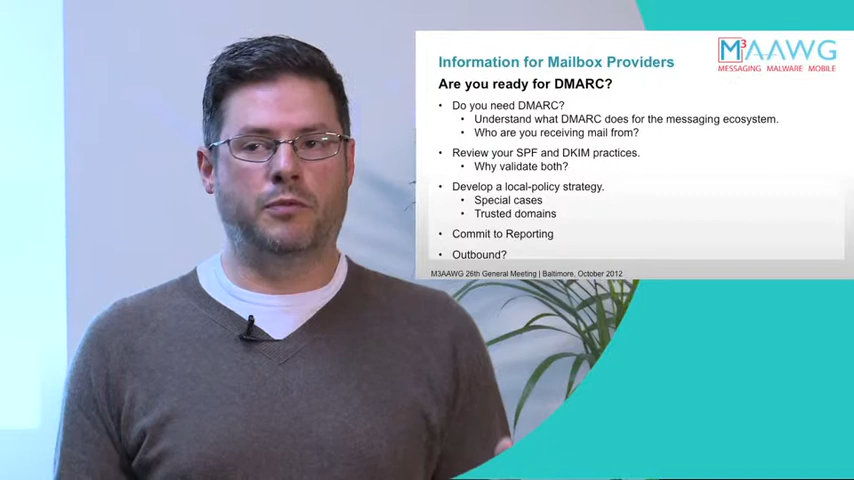 Information for Mailbox Providers
M3AAWG
MESSAGING MALWARE MOBILE
Are you ready for DMARC?
• Do you need DMARC?
• Understand what DMARC does for the messaging ecosystem.
• Who are you receiving mail from?
• Review your SPF and DKIM practices.
• Why validate both?
• Develop a local-policy strategy.
• Special cases
• Trusted domains
• Commit to Reporting
• Outbound?
M3AAWG 26th General Meeting | Baltimore, October 2012